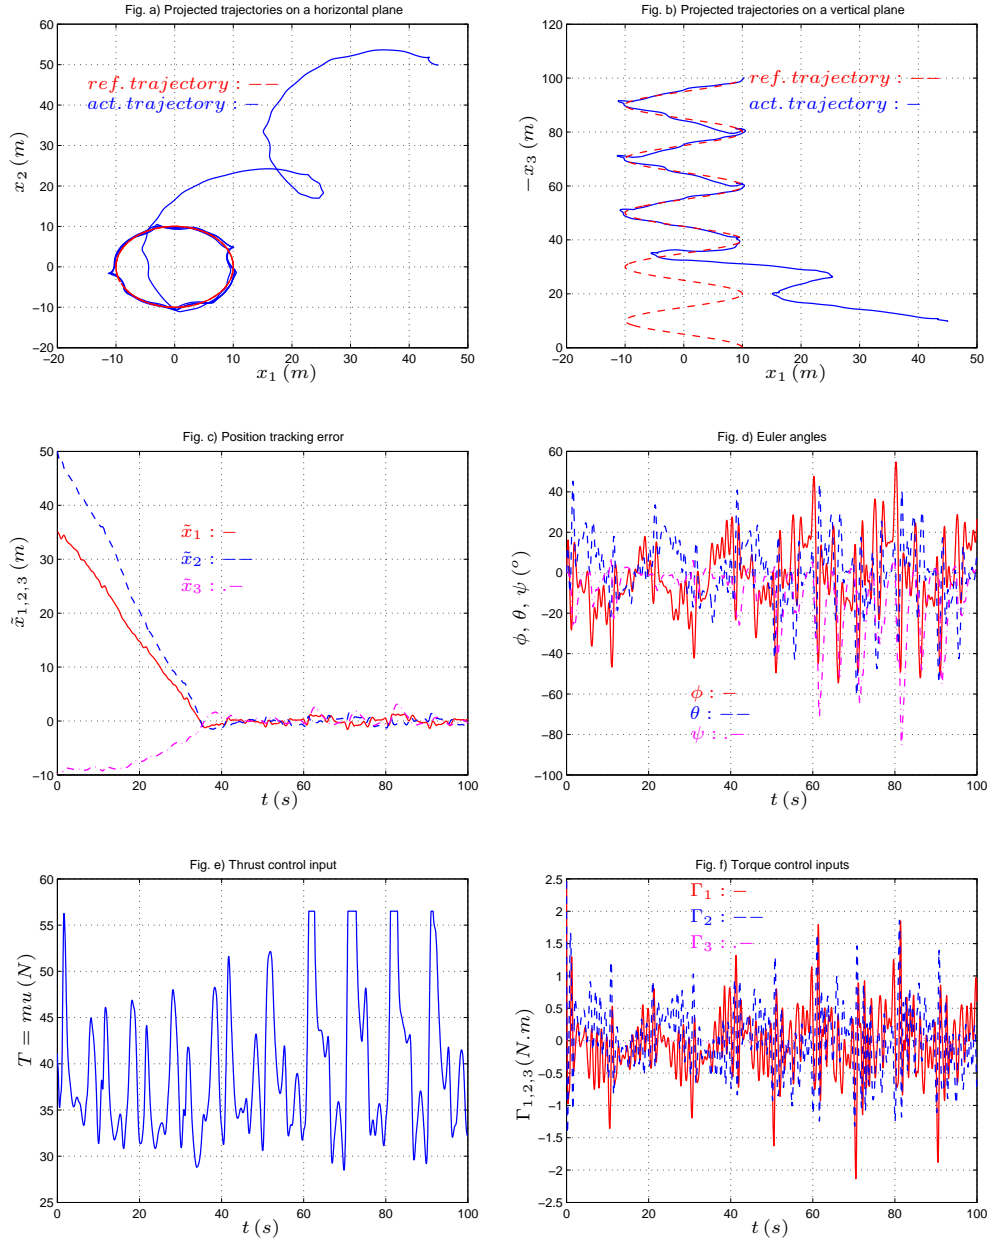 Fig. a) Projected trajectories on a horizontal plane
60
50
40
30
20
10
0
−10
−20
x₂ (m)
ref. trajectory : −−
act. trajectory : −
−20 −10 0 10 20 30 40 50
x₁ (m)
Fig. b) Projected trajectories on a vertical plane
120
100
80
60
40
20
0
−x₃ (m)
ref. trajectory : −−
act. trajectory : −
−20 −10 0 10 20 30 40 50
x₁ (m)
Fig. c) Position tracking error
50
40
30
20
10
0
−10
x̃₁,₂,₃ (m)
x̃₁ : −
x̃₂ : −−
x̃₃ : .−
0 20 40 60 80 100
t (s)
Fig. d) Euler angles
60
40
20
0
−20
−40
−60
−80
−100
ϕ, θ, ψ (°)
ϕ : −
θ : −−
ψ : .−
0 20 40 60 80 100
t (s)
Fig. e) Thrust control input
60
55
50
45
40
35
30
25
T = mu (N)
0 20 40 60 80 100
t (s)
Fig. f) Torque control inputs
2.5
2
1.5
1
0.5
0
−0.5
−1
−1.5
−2
−2.5
Γ₁,₂,₃ (N.m)
Γ₁ : −
Γ₂ : −−
Γ₃ : .−
0 20 40 60 80 100
t (s)